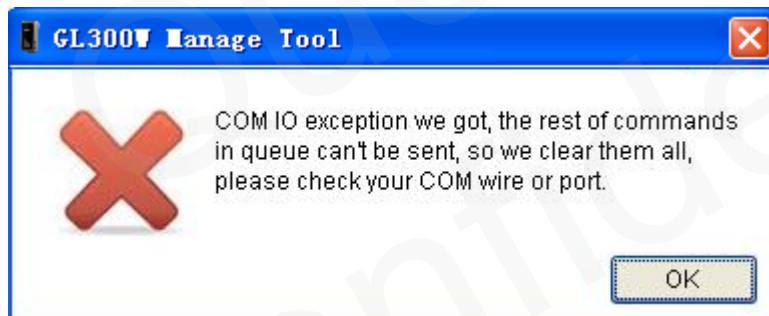 GL300W Manage Tool
COM IO exception we got, the rest of commands
in queue can't be sent, so we clear them all,
please check your COM wire or port.
OK